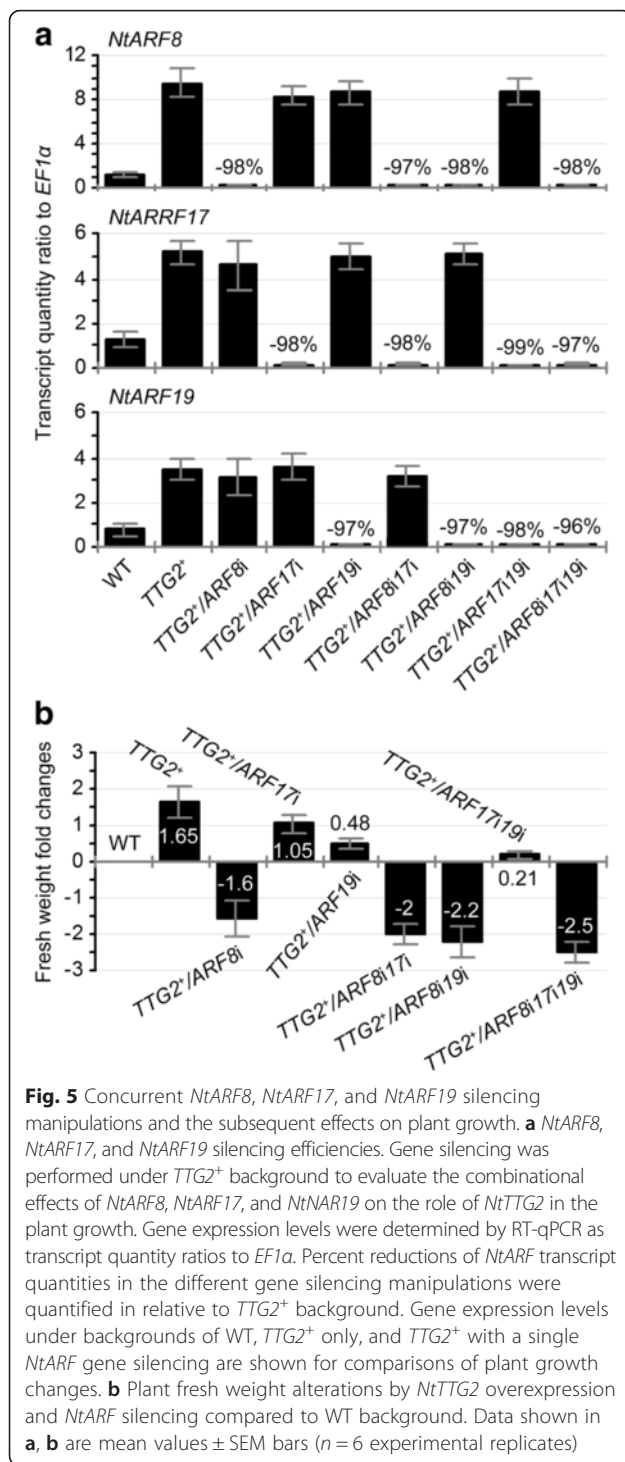 a
NtARF8
12
8
4
0
-98%
-97%
-98%
-98%
NtARRF17
6
4
2
0
-98%
-98%
-99%
-97%
NtARF19
6
4
2
0
-97%
-97%
-98%
-96%
Transcript quantity ratio to EF1α
WT
TTG2⁺
TTG2⁺/ARF8i
TTG2⁺/ARF17i
TTG2⁺/ARF19i
TTG2⁺/ARF8i17i
TTG2⁺/ARF8i19i
TTG2⁺/ARF17i19i
TTG2⁺/ARF8i17i19i
b
Fresh weight fold changes
3
2
1
0
-1
-2
-3
WT
TTG2⁺
1.65
TTG2⁺/ARF8i
-1.6
TTG2⁺/ARF17i
1.05
TTG2⁺/ARF19i
0.48
TTG2⁺/ARF8i17i
-2
TTG2⁺/ARF8i19i
-2.2
TTG2⁺/ARF17i19i
0.21
TTG2⁺/ARF8i17i19i
-2.5
Fig. 5 Concurrent NtARF8, NtARF17, and NtARF19 silencing
manipulations and the subsequent effects on plant growth. a NtARF8,
NtARF17, and NtARF19 silencing efficiencies. Gene silencing was
performed under TTG2⁺ background to evaluate the combinational
effects of NtARF8, NtARF17, and NtNAR19 on the role of NtTTG2 in the
plant growth. Gene expression levels were determined by RT-qPCR as
transcript quantity ratios to EF1α. Percent reductions of NtARF transcript
quantities in the different gene silencing manipulations were
quantified in relative to TTG2⁺ background. Gene expression levels
under backgrounds of WT, TTG2⁺ only, and TTG2⁺ with a single
NtARF gene silencing are shown for comparisons of plant growth
changes. b Plant fresh weight alterations by NtTTG2 overexpression
and NtARF silencing compared to WT background. Data shown in
a, b are mean values ± SEM bars (n = 6 experimental replicates)